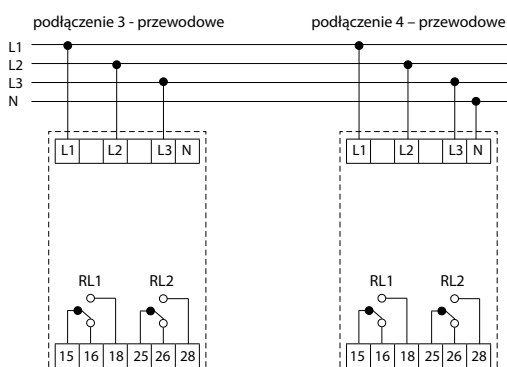 podłączenie 3 - przewodowe podłączenie 4 – przewodowe
L1
L2
L3
N
L1 L2 L3 N L1 L2 L3 N
RL1 RL2 RL1 RL2
15 16 18 25 26 28 15 16 18 25 26 28